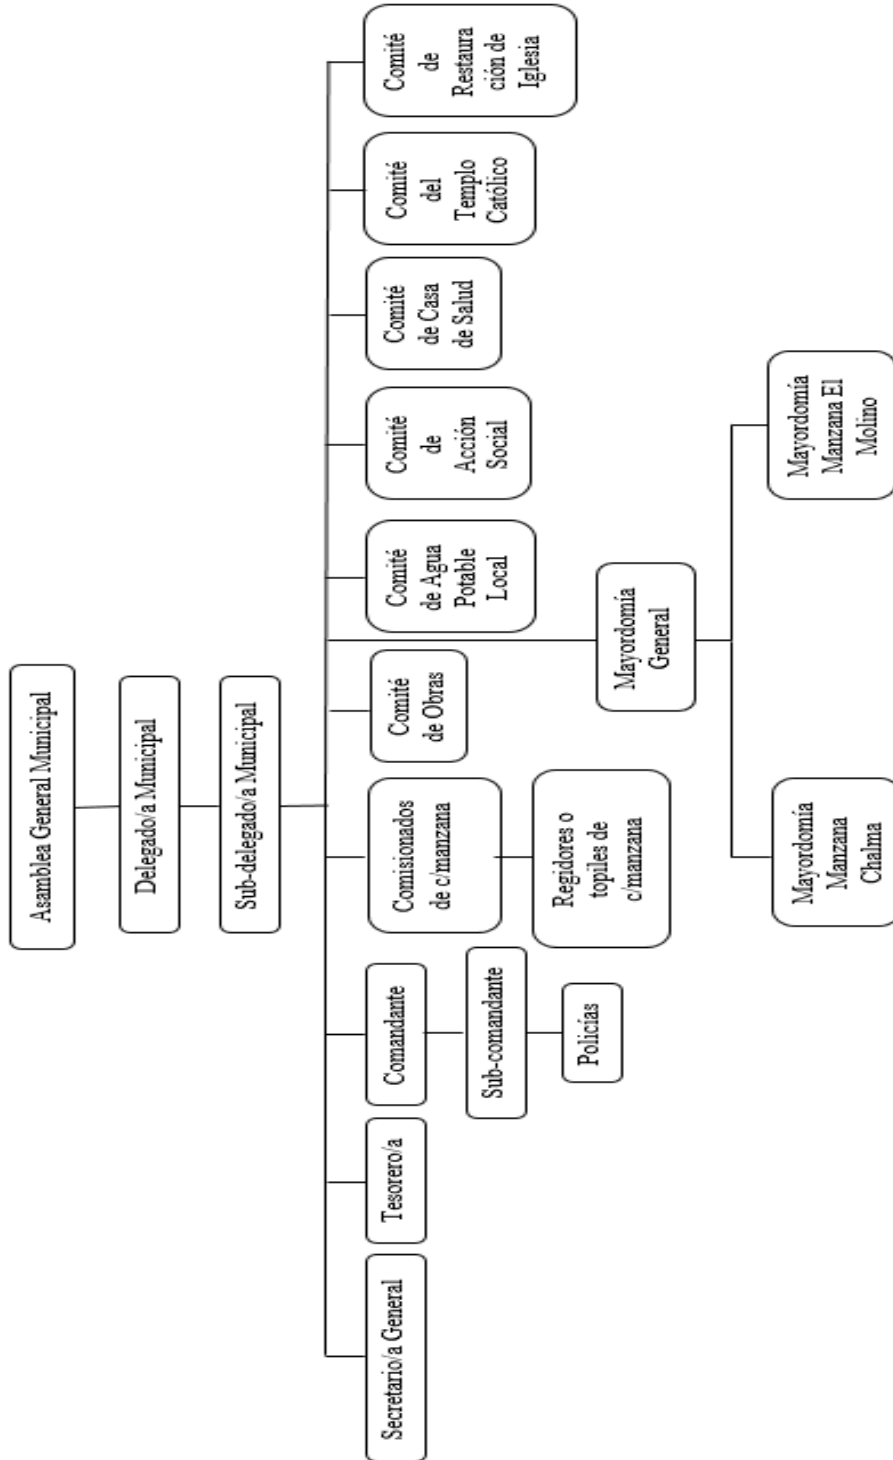 Asamblea General Municipal
Delegado/a Municipal
Sub-delegado/a Municipal
Secretario/a General
Tesorero/a
Comandante
Sub-comandante
Policías
Comisionados
de c/manzana
Regidores o
topiles de
c/manzana
Comité
de Obras
Comité
de Agua
Potable
Local
Comité
de
Acción
Social
Comité
de Casa
de Salud
Comité
del
Templo
Católico
Comité
de
Restaura
ción de
Iglesia
Mayordomía
General
Mayordomía
Manzana
Chalma
Mayordomía
Manzana El
Molino